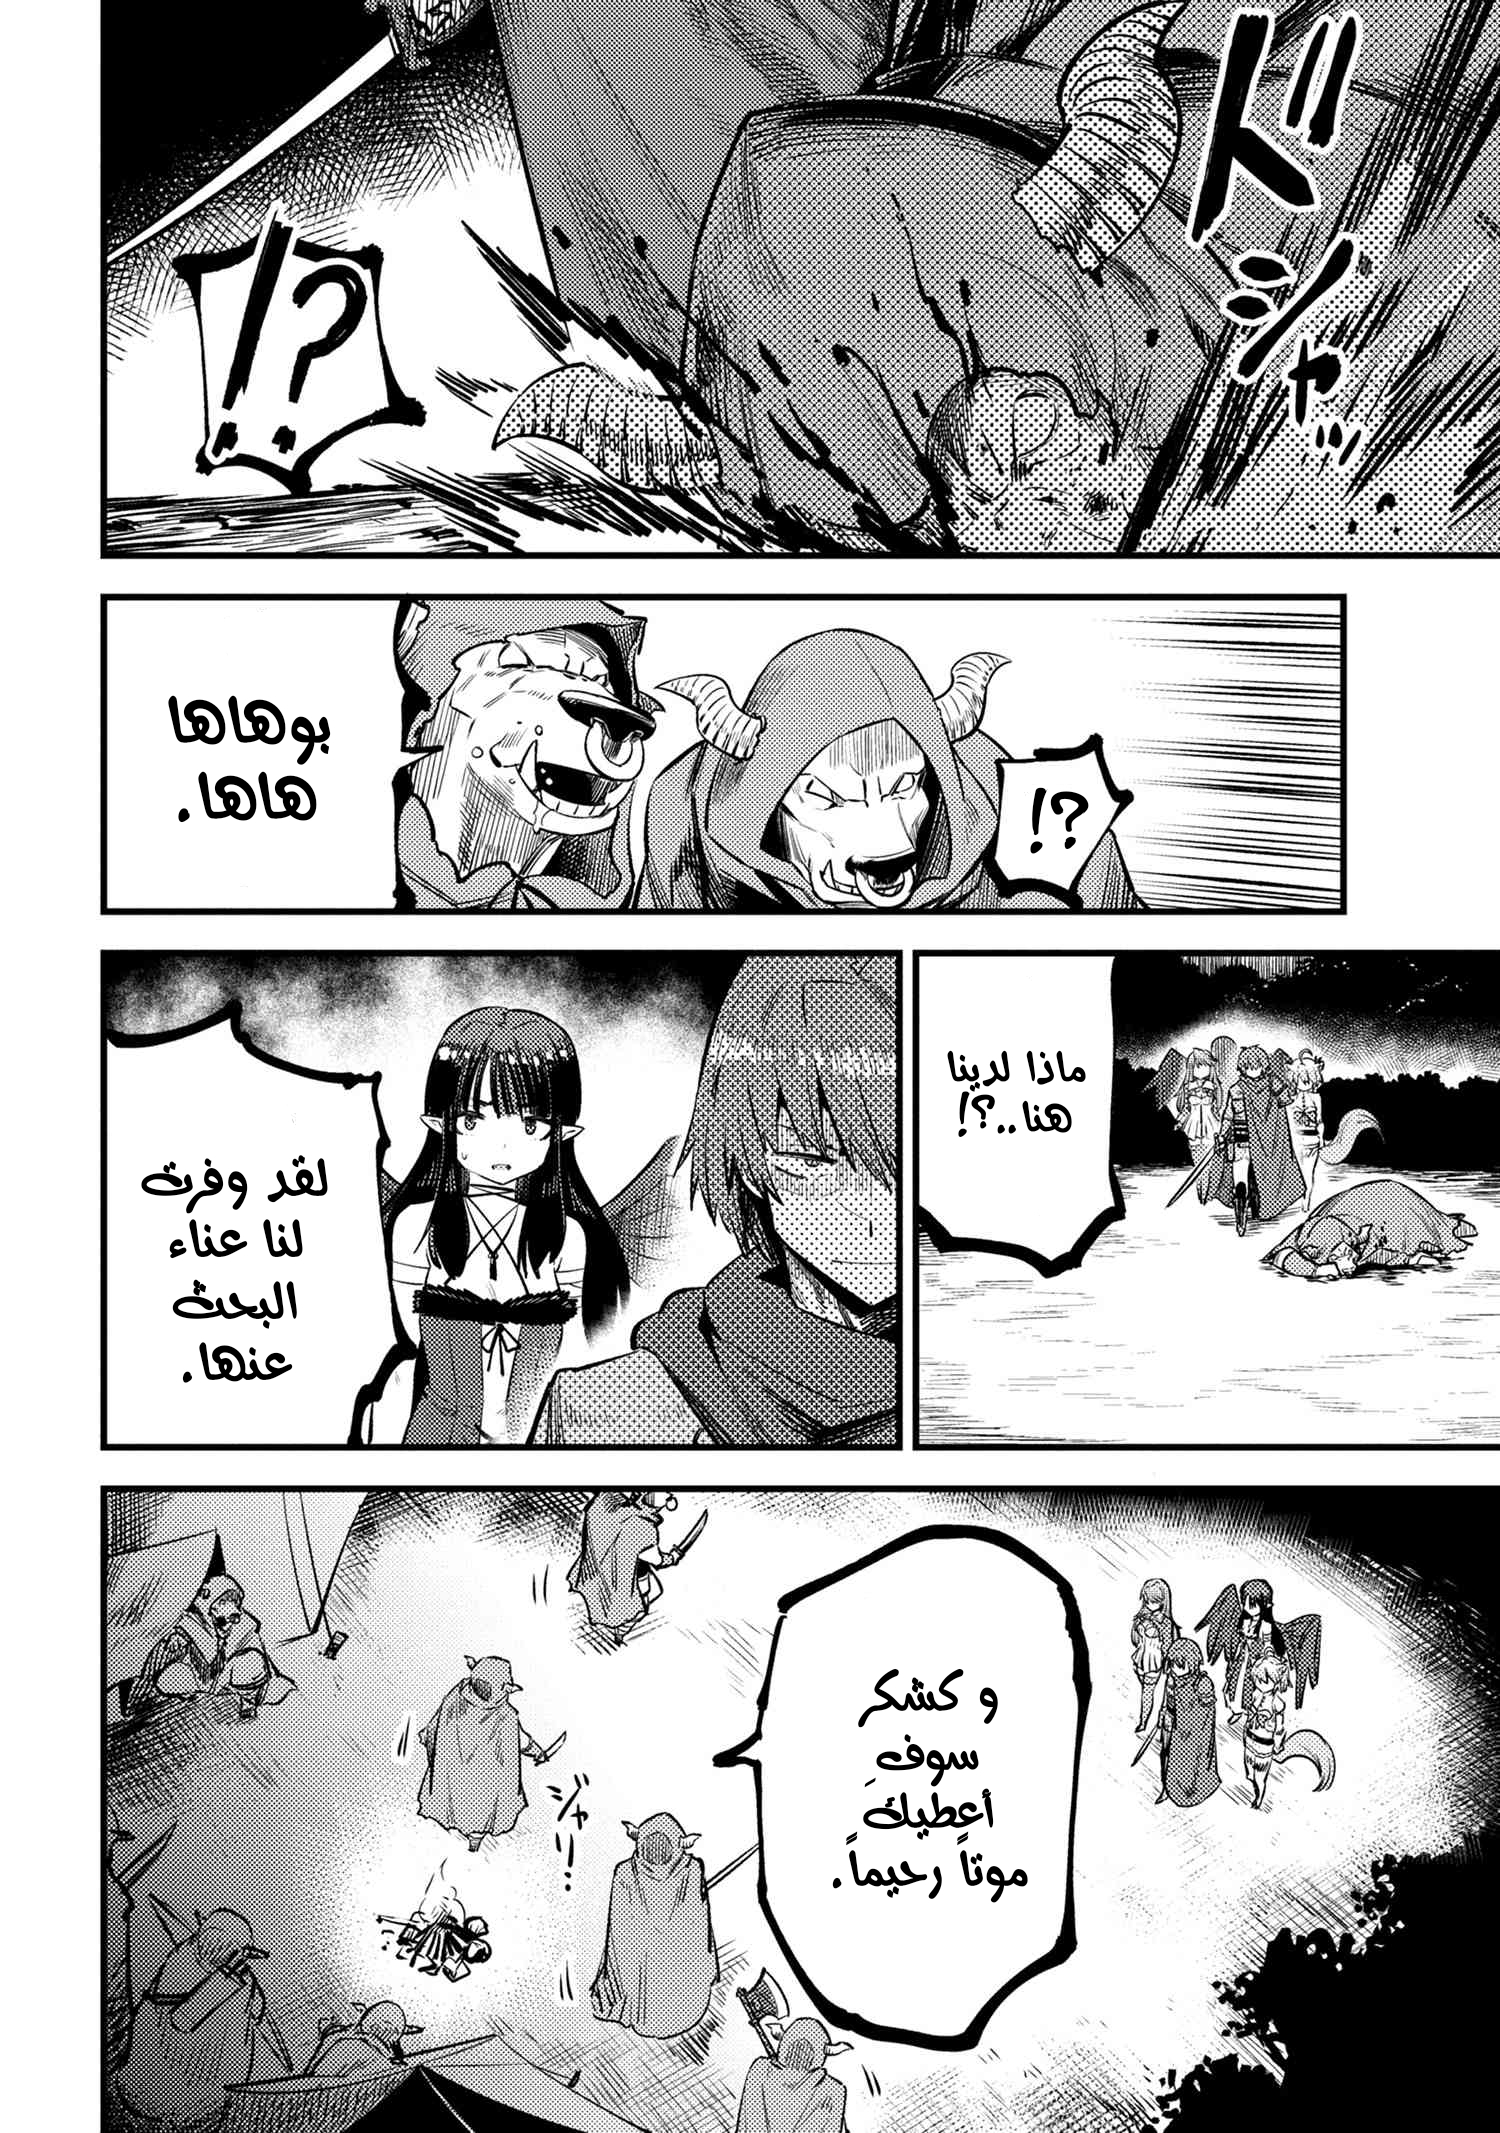 ドシャッ
!?
?!
بوهاها
هاها.
ماذا لدينا
هنا..؟!
لقد وفرت
لنا عناء
البحث
عنها.
و كشكر
سوفَ
أعطيكَ
موتاً رحيماً.
ジャ!!